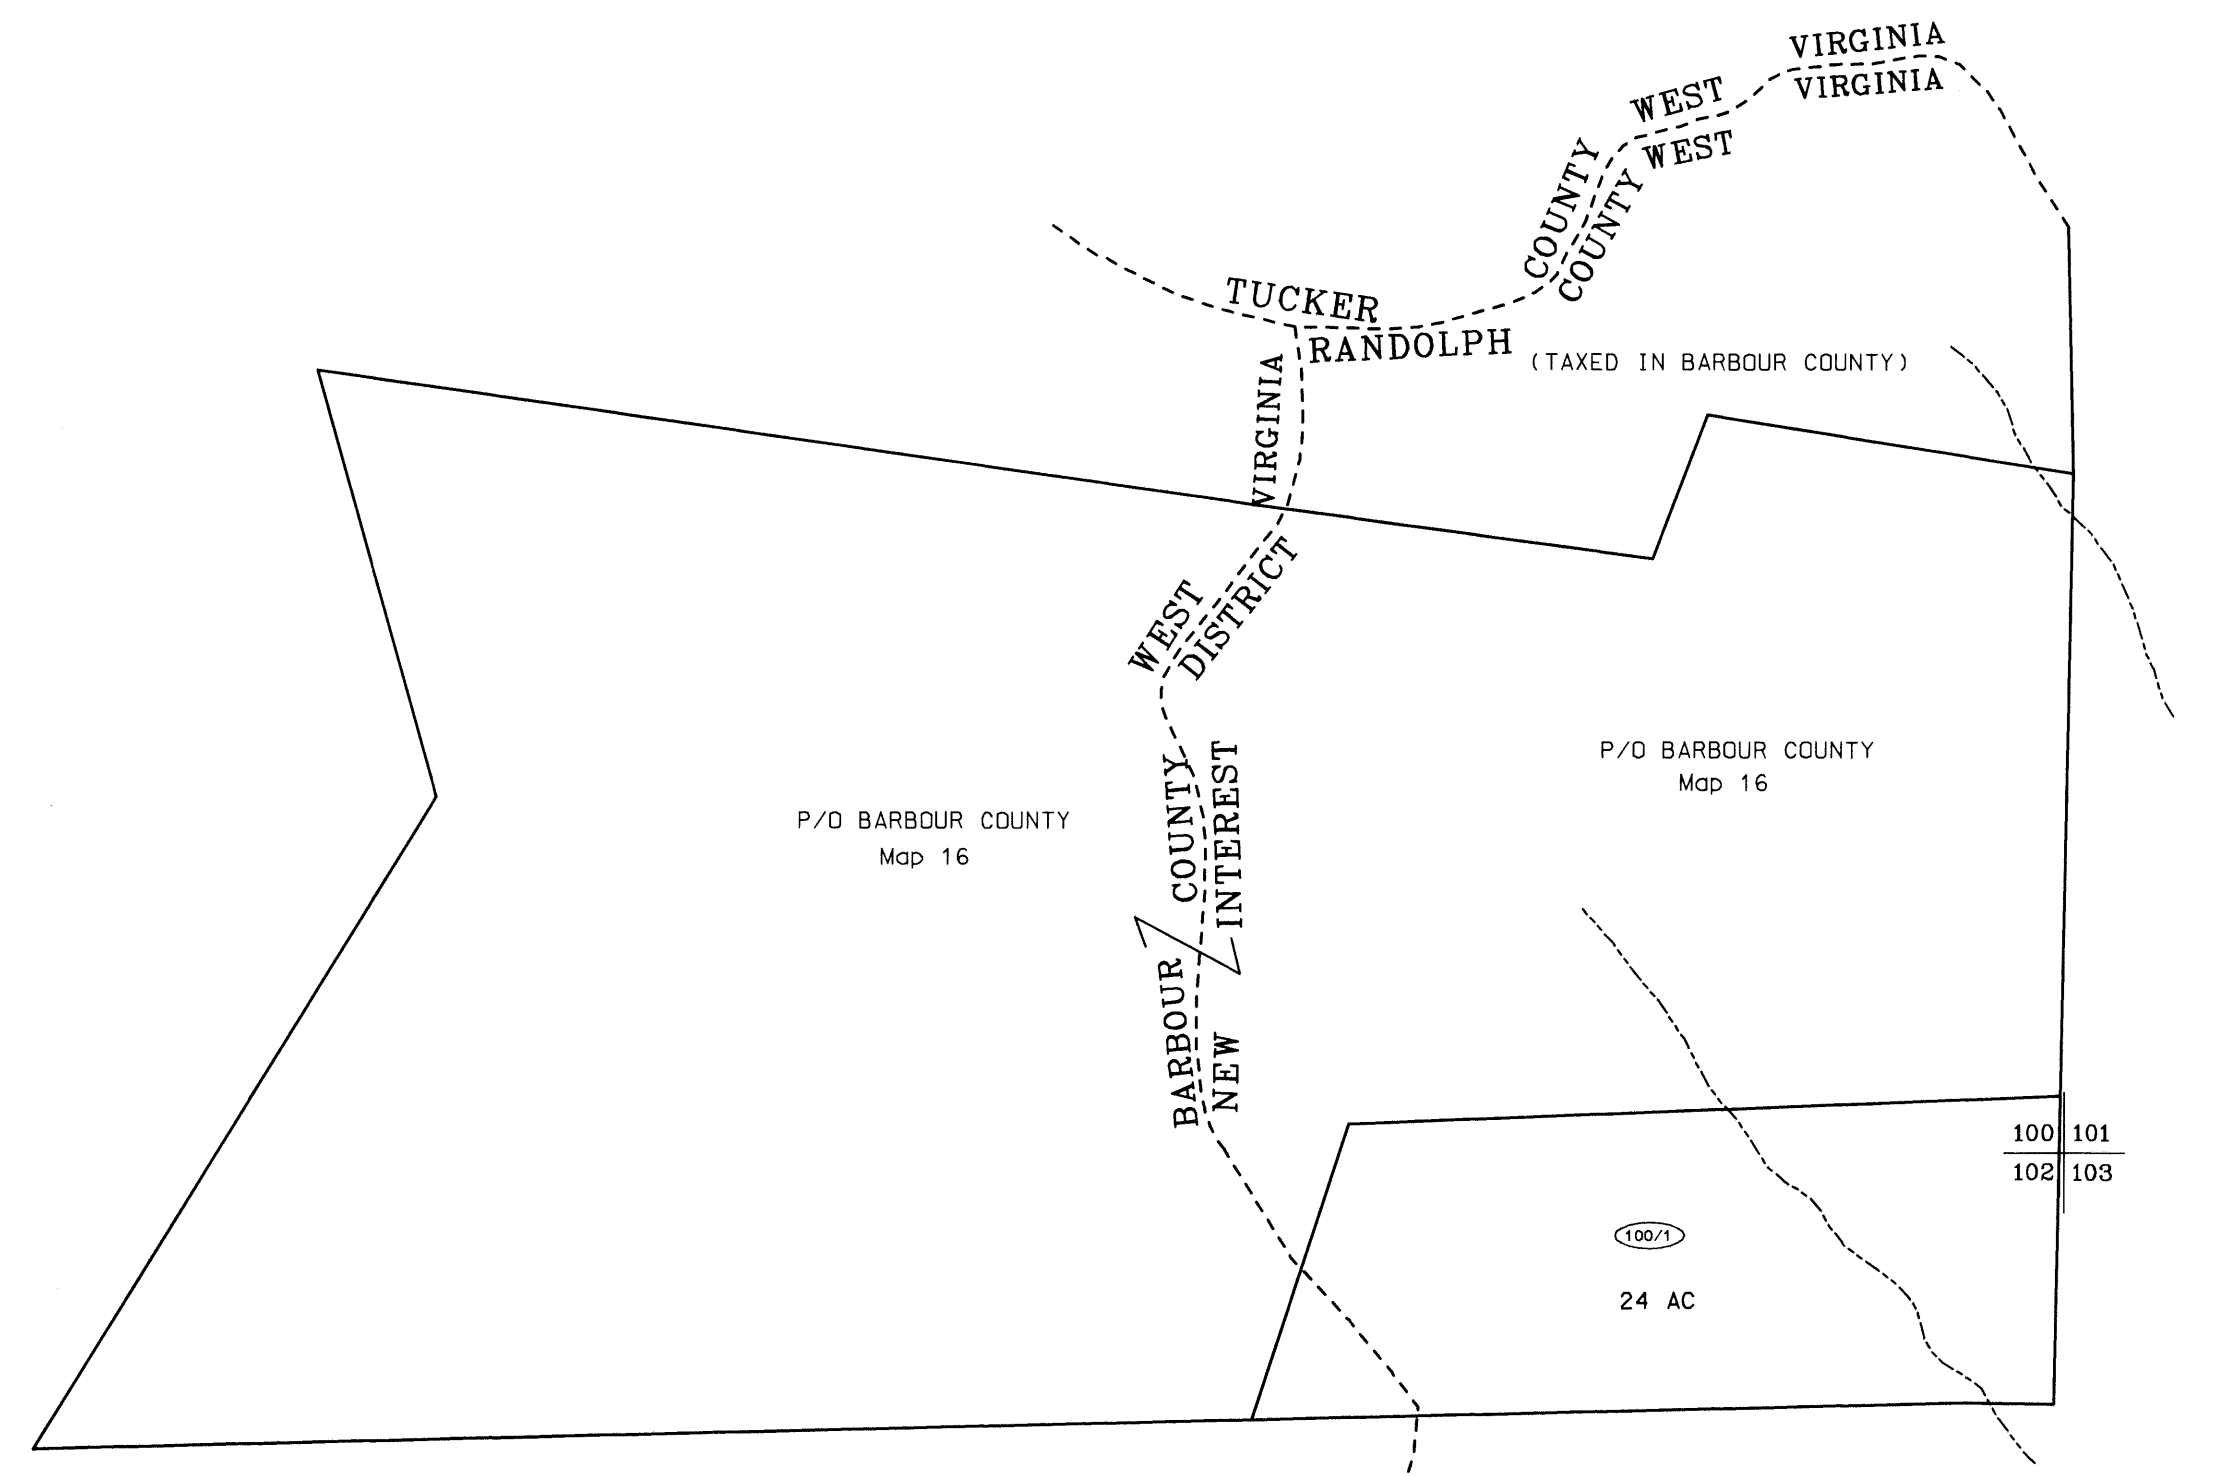 VIRGINIA
WEST
VIRGINIA
WEST
COUNTY
COUNTY
TUCKER
RANDOLPH
(TAXED IN BARBOUR COUNTY)
VIRGINIA
WEST
DISTRICT
P/O BARBOUR COUNTY
Map 16
COUNTY
INTEREST
P/O BARBOUR COUNTY
Map 16
BARBOUR
NEW
100 101
102 103
100/1
24 AC